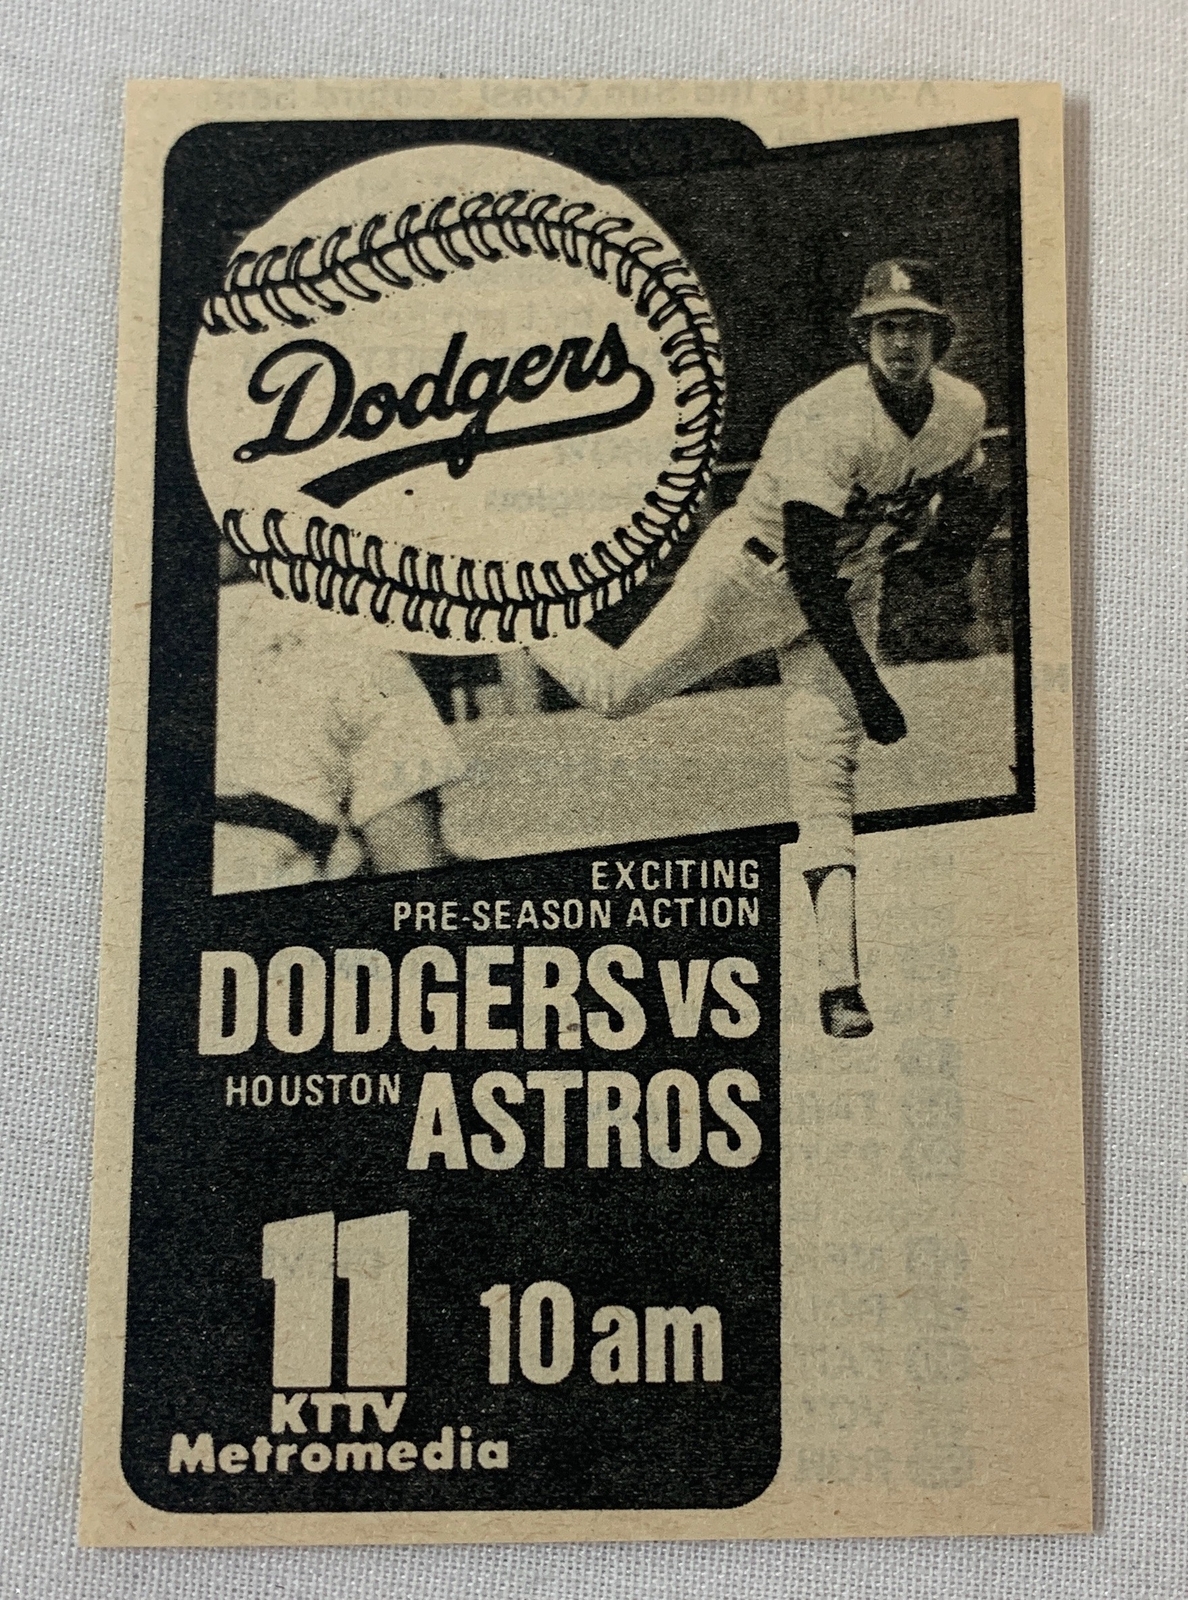 Dodgers
EXCITING
PRE-SEASON ACTION
DODGERS VS
HOUSTON ASTROS
11
10 am
KTTV
Metromedia